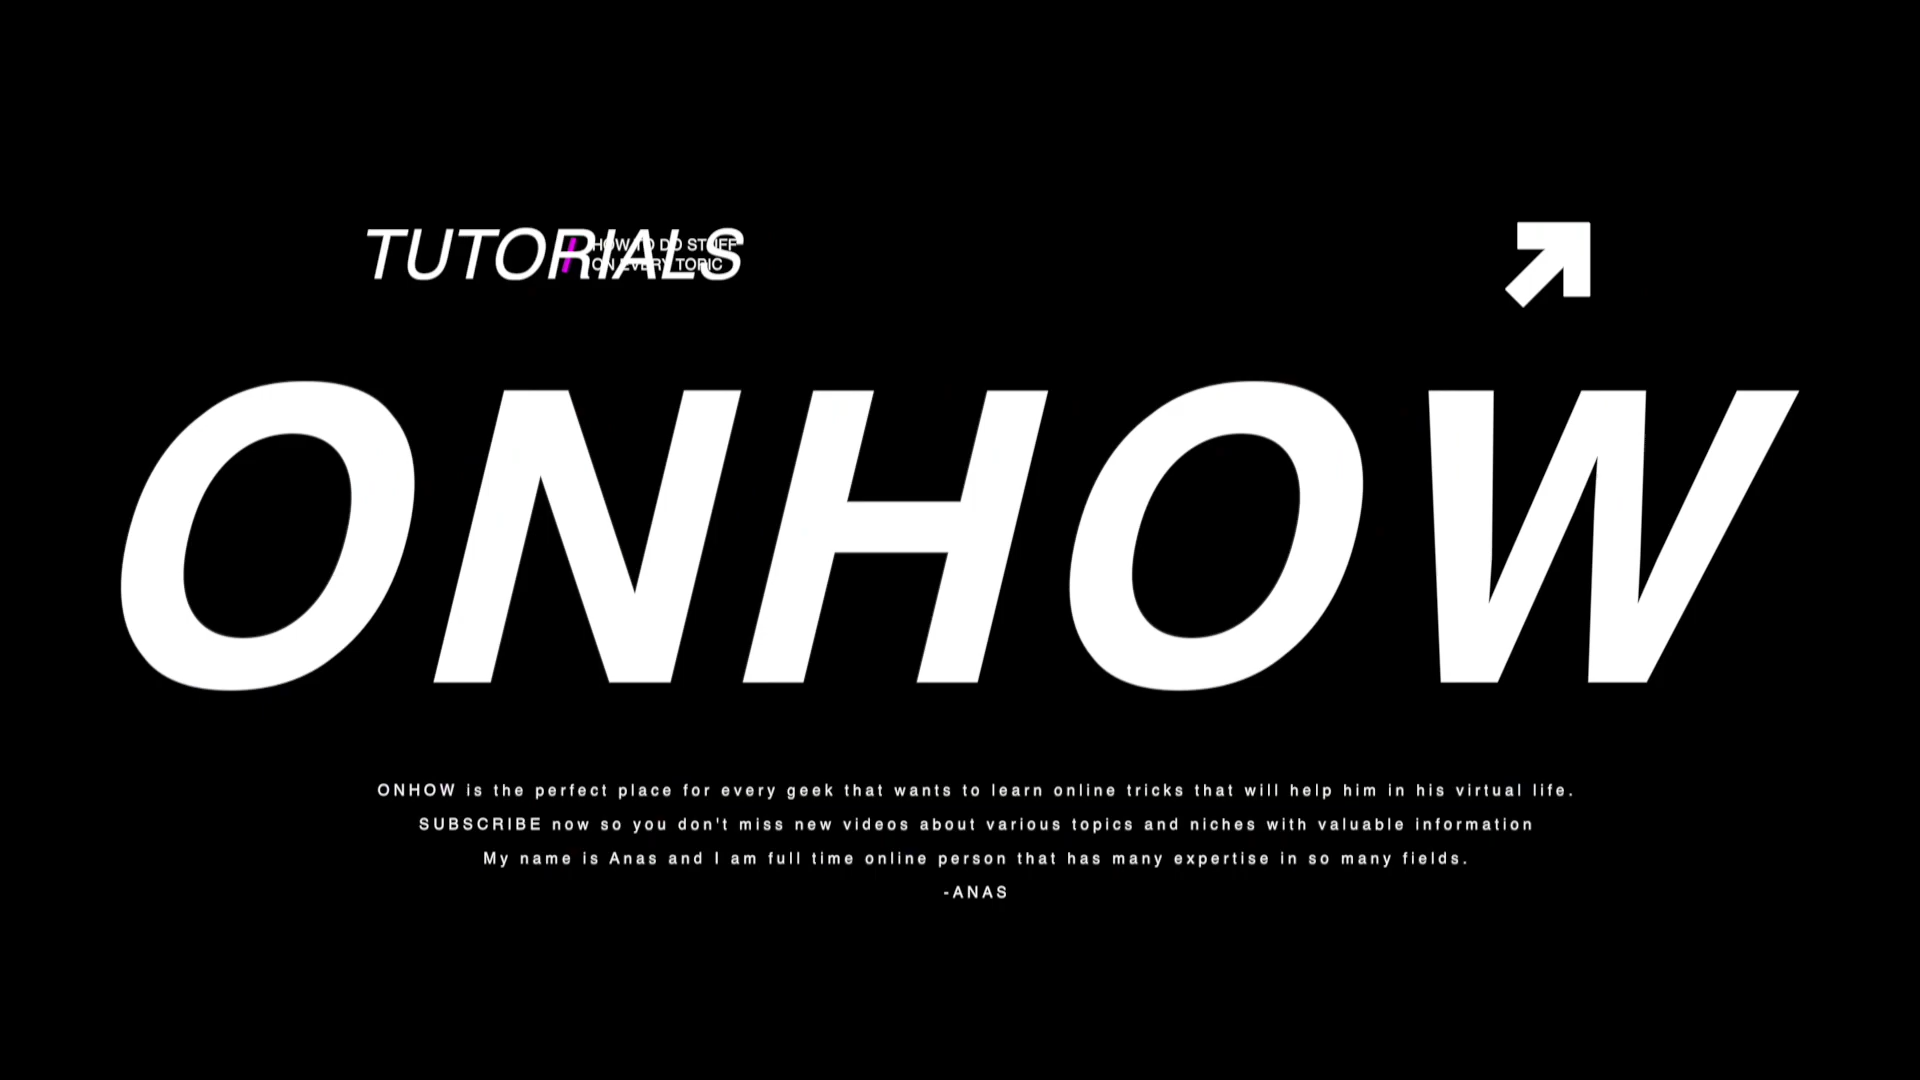 TUTORIALS
HOW TO DO STUFF
ON EVERY TOPIC
ONHOW
ONHOW is the perfect place for every geek that wants to learn online tricks that will help him in his virtual life.
SUBSCRIBE now so you don't miss new videos about various topics and niches with valuable information
My name is Anas and I am full time online person that has many expertise in so many fields.
-ANAS